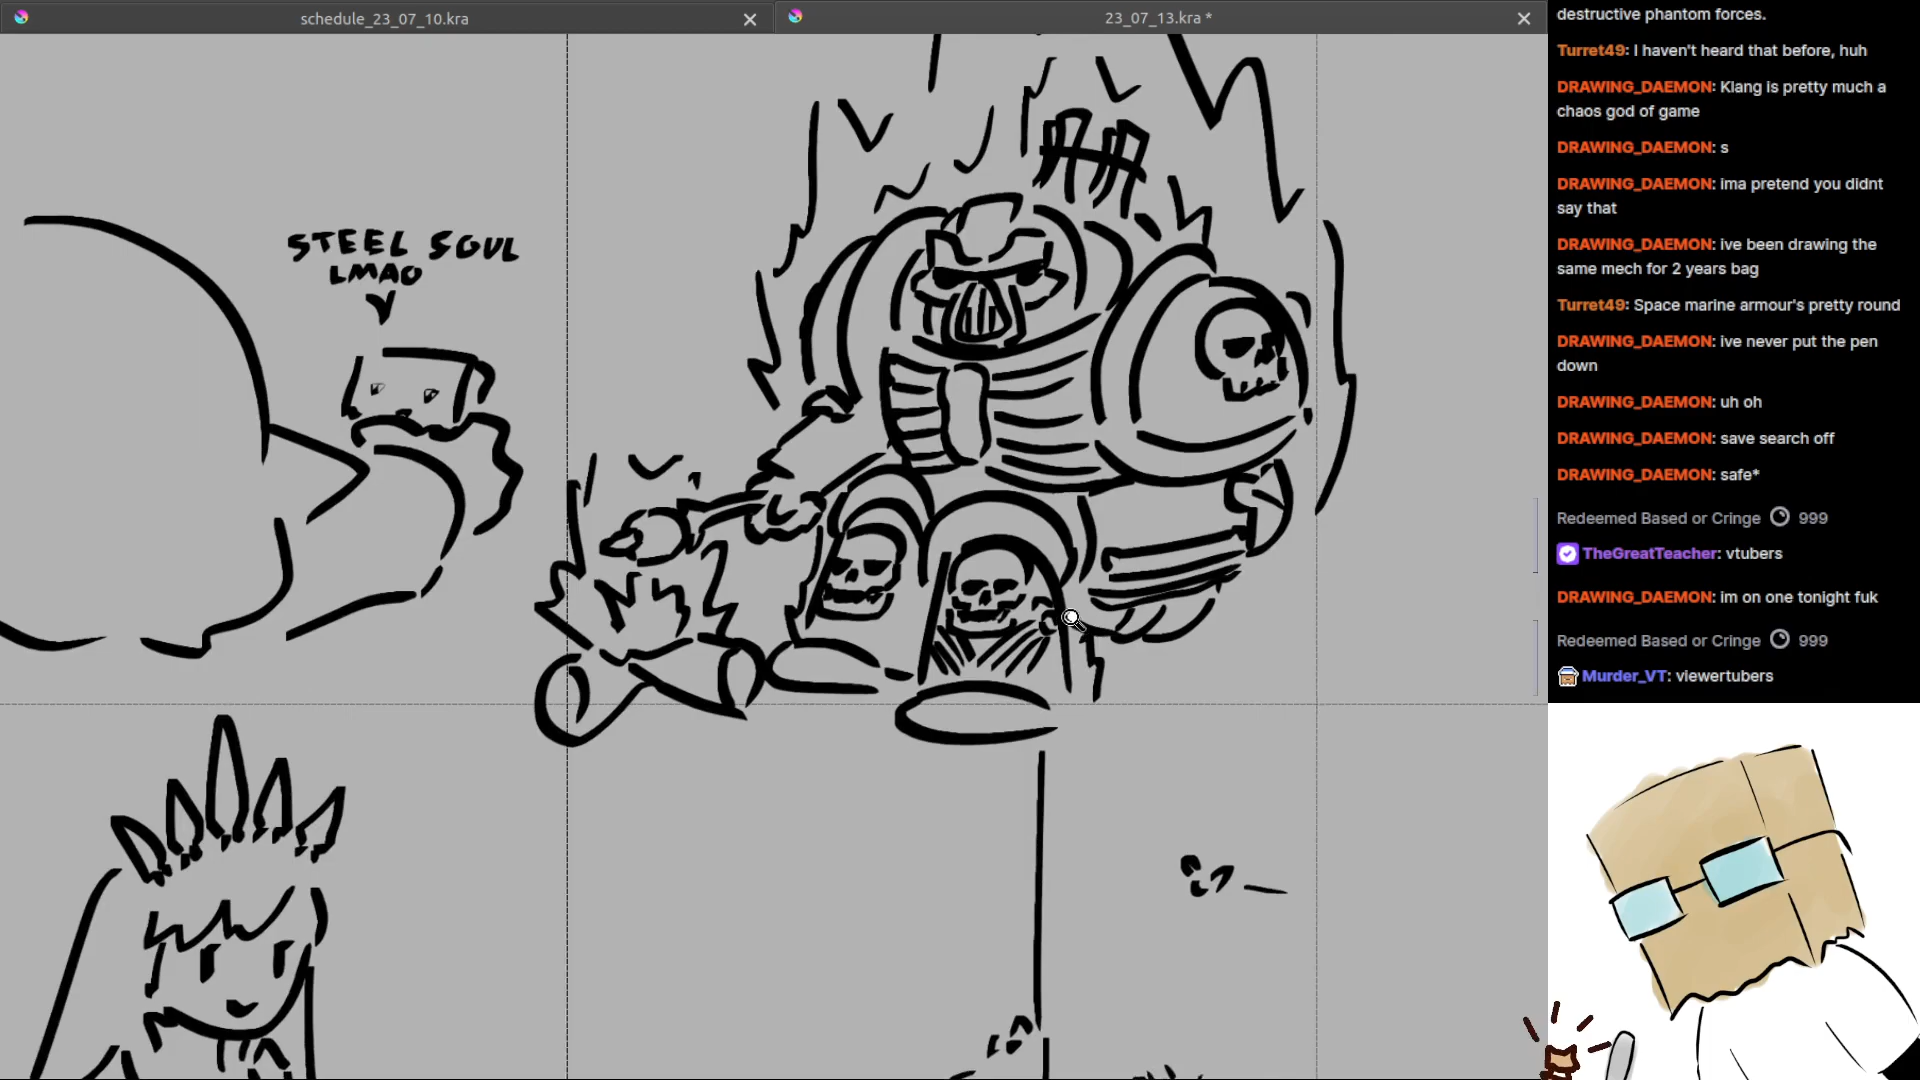 schedule_23_07_10.kra
23_07_13.kra *
STEEL SOUL
LMAO
HAHA
destructive phantom forces.
Turret49: I haven't heard that before, huh
DRAWING_DAEMON: Klang is pretty much a
chaos god of game
DRAWING_DAEMON: s
DRAWING_DAEMON: ima pretend you didnt
say that
DRAWING_DAEMON: ive been drawing the
same mech for 2 years bag
Turret49: Space marine armour's pretty round
DRAWING_DAEMON: ive never put the pen
down
DRAWING_DAEMON: uh oh
DRAWING_DAEMON: save search off
DRAWING_DAEMON: safe*
Redeemed Based or Cringe 999
TheGreatTeacher: vtubers
DRAWING_DAEMON: im on one tonight fuk
Redeemed Based or Cringe 999
Murder_VT: viewertubers